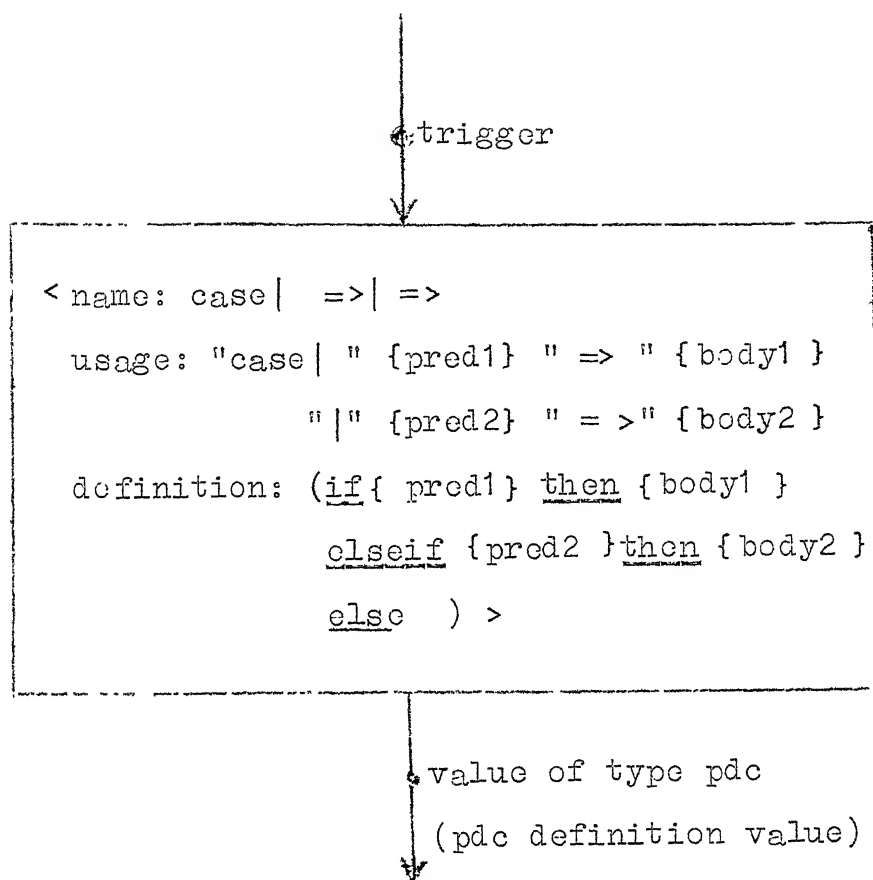 trigger
< name: case|  =>| =>
usage: "case| " {pred1} " => " {body1 }
"|" {pred2} " = >" {body2 }
definition: (if{ pred1} then {body1 }
elseif {pred2 }then {body2 }
else  ) >
value of type pdc
(pdc definition value)